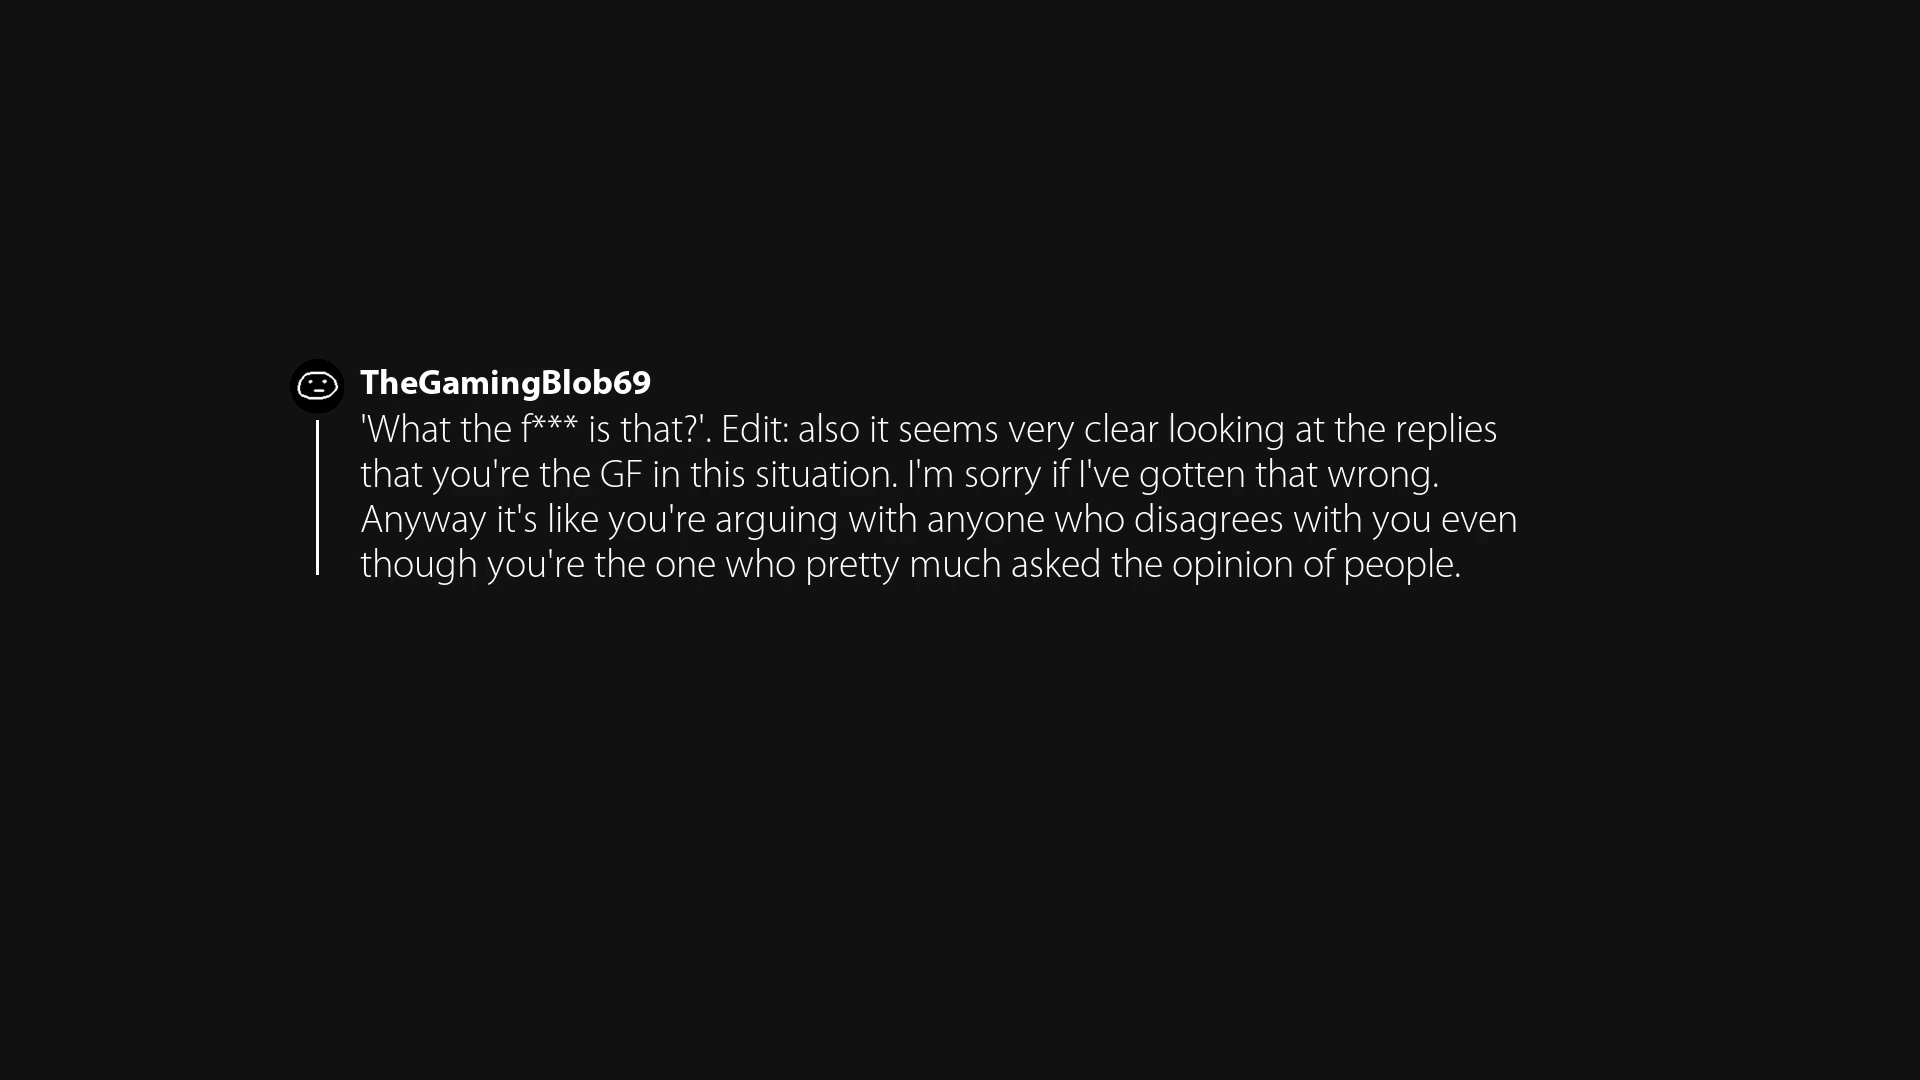 TheGamingBlob69
'What the f*** is that?'. Edit: also it seems very clear looking at the replies
that you're the GF in this situation. I'm sorry if I've gotten that wrong.
Anyway it's like you're arguing with anyone who disagrees with you even
though you're the one who pretty much asked the opinion of people.